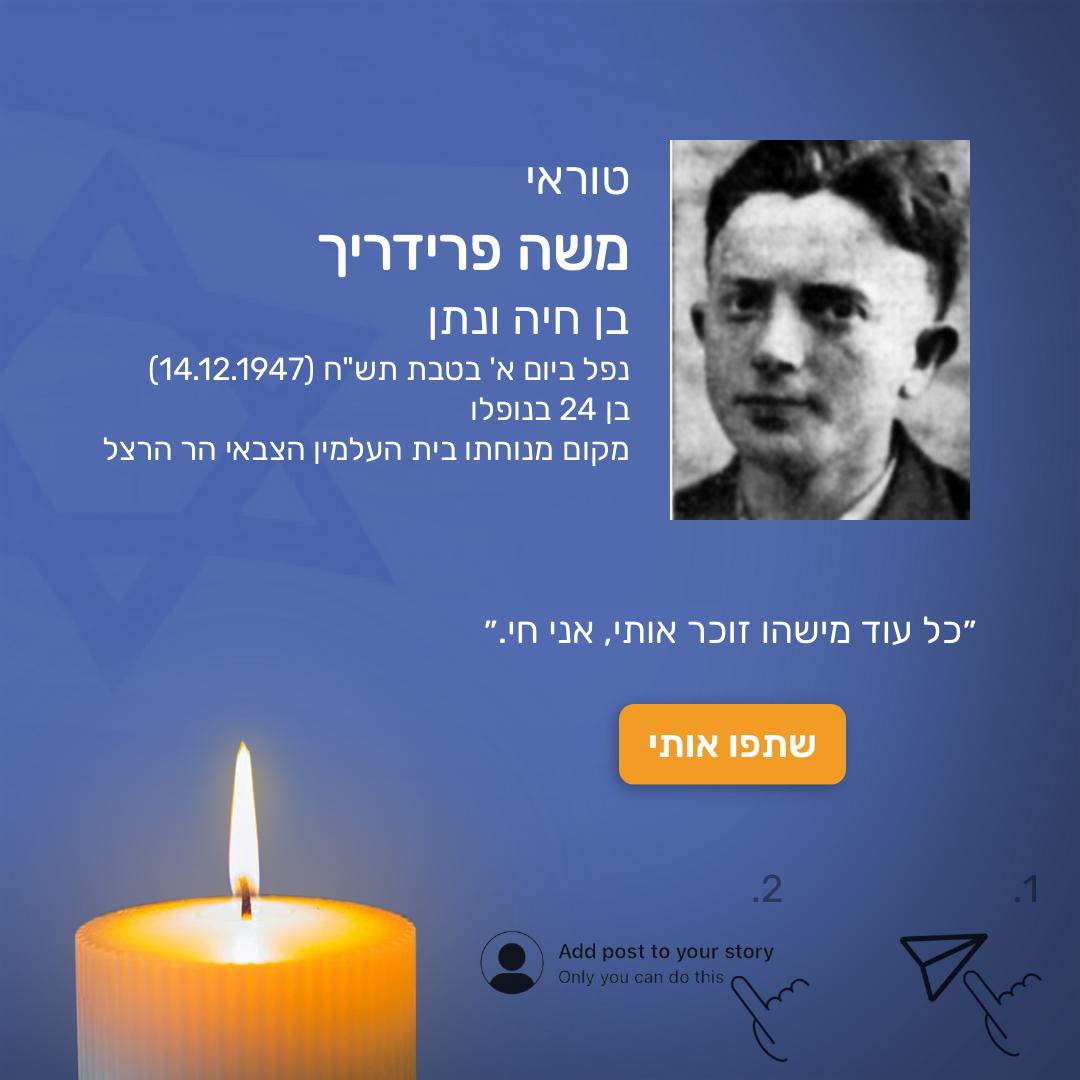 טוראי
משה פרידריך
בן חיה ונתן
נפל ביום א' בטבת תש"ח (14.12.1947)
בן 24 בנופלו
מקום מנוחתו בית העלמין הצבאי הר הרצל
״כל עוד מישהו זוכר אותי, אני חי.״
שתפו אותי
.1
.2
Add post to your story
Only you can do this